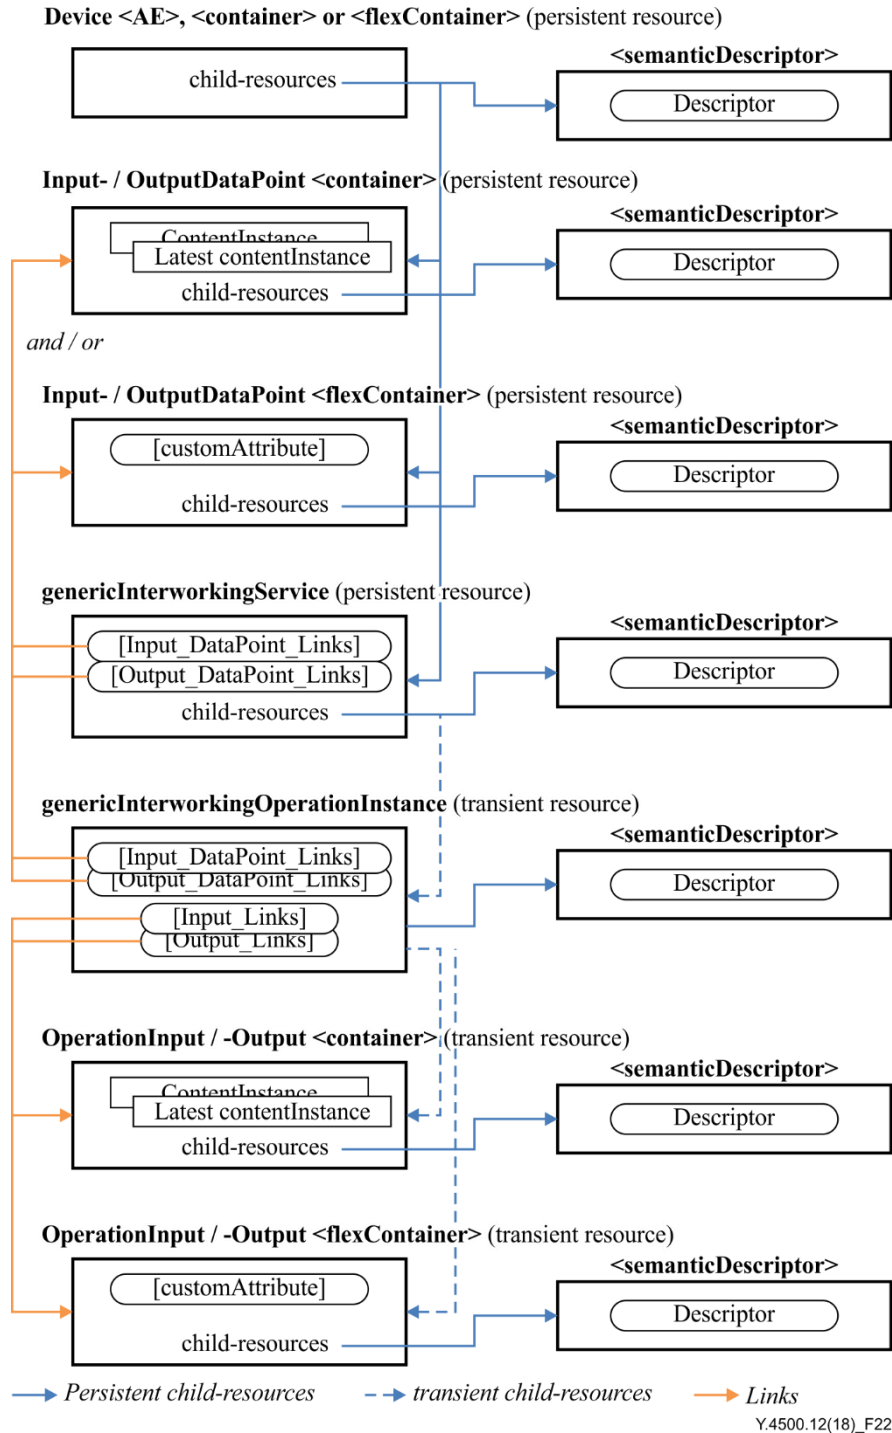 Device <AE>, <container> or <flexContainer> (persistent resource)
child-resources
<semanticDescriptor>
Descriptor
Input- / OutputDataPoint <container> (persistent resource)
ContentInstance
Latest contentInstance
child-resources
<semanticDescriptor>
Descriptor
and / or
Input- / OutputDataPoint <flexContainer> (persistent resource)
[customAttribute]
child-resources
<semanticDescriptor>
Descriptor
genericInterworkingService (persistent resource)
[Input_DataPoint_Links]
[Output_DataPoint_Links]
child-resources
<semanticDescriptor>
Descriptor
genericInterworkingOperationInstance (transient resource)
[Input_DataPoint_Links]
[Output_DataPoint_Links]
[Input_Links]
[Output_Links]
<semanticDescriptor>
Descriptor
OperationInput / -Output <container> (transient resource)
ContentInstance
Latest contentInstance
child-resources
<semanticDescriptor>
Descriptor
OperationInput / -Output <flexContainer> (transient resource)
[customAttribute]
child-resources
<semanticDescriptor>
Descriptor
Persistent child-resources
transient child-resources
Links
Y.4500.12(18)_F22